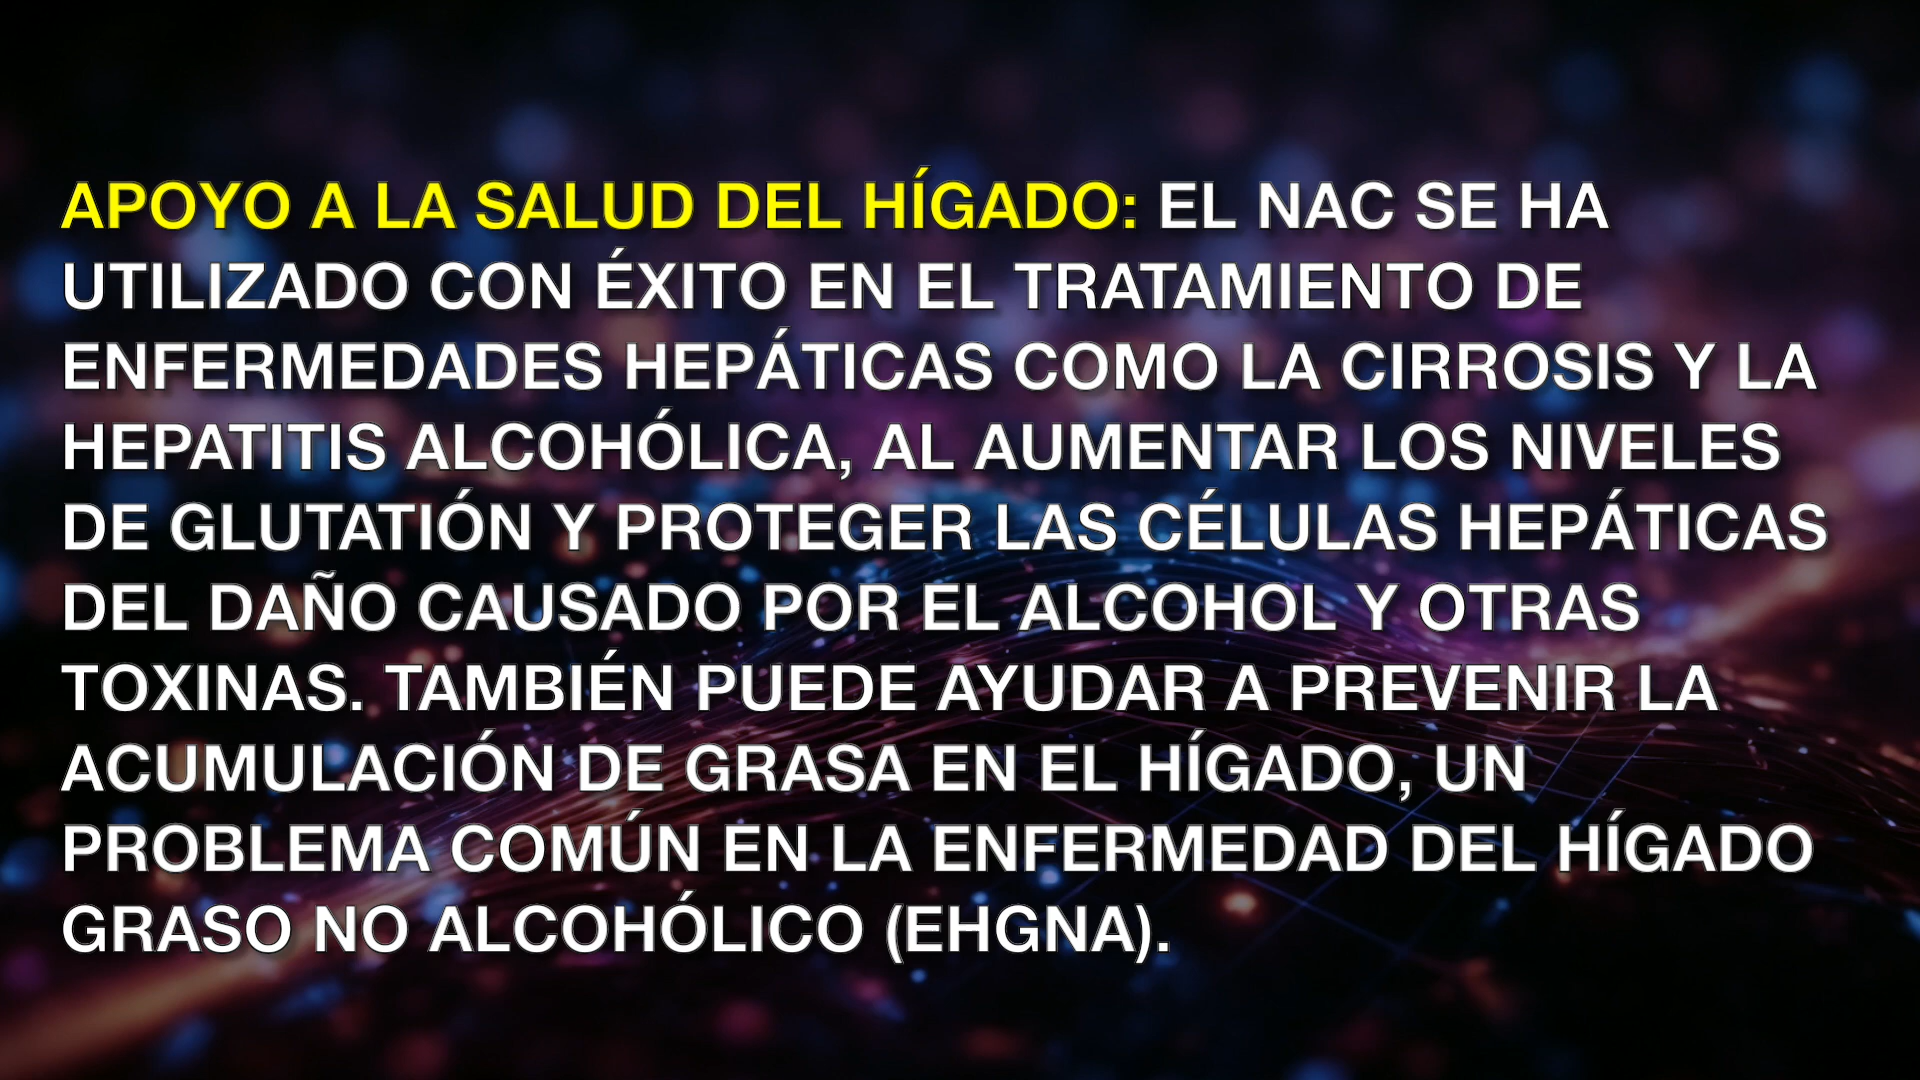 APOYO A LA SALUD DEL HÍGADO: EL NAC SE HA
UTILIZADO CON ÉXITO EN EL TRATAMIENTO DE
ENFERMEDADES HEPÁTICAS COMO LA CIRROSIS Y LA
HEPATITIS ALCOHÓLICA, AL AUMENTAR LOS NIVELES
DE GLUTATIÓN Y PROTEGER LAS CÉLULAS HEPÁTICAS
DEL DAÑO CAUSADO POR EL ALCOHOL Y OTRAS
TOXINAS. TAMBIÉN PUEDE AYUDAR A PREVENIR LA
ACUMULACIÓN DE GRASA EN EL HÍGADO, UN
PROBLEMA COMÚN EN LA ENFERMEDAD DEL HÍGADO
GRASO NO ALCOHÓLICO (EHGNA).